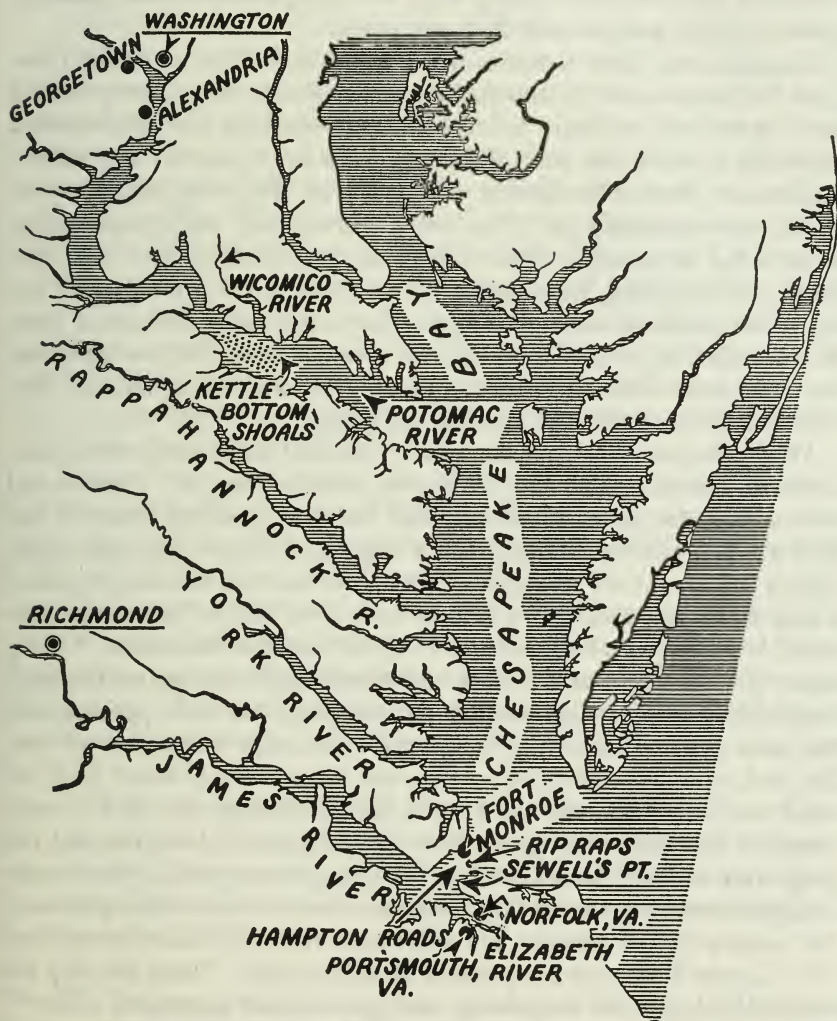 WASHINGTON
GEORGETOWN
ALEXANDRIA
WICOMICO
RIVER
BAY
KETTLE
BOTTOM
SHOALS
POTOMAC
RIVER
RAPPAHANNOCK R.
CHESAPEAKE
YORK RIVER
RICHMOND
JAMES RIVER
FORT
MONROE
RIP RAPS
SEWELL'S PT.
NORFOLK, VA.
HAMPTON ROADS
ELIZABETH
RIVER
PORTSMOUTH,
VA.